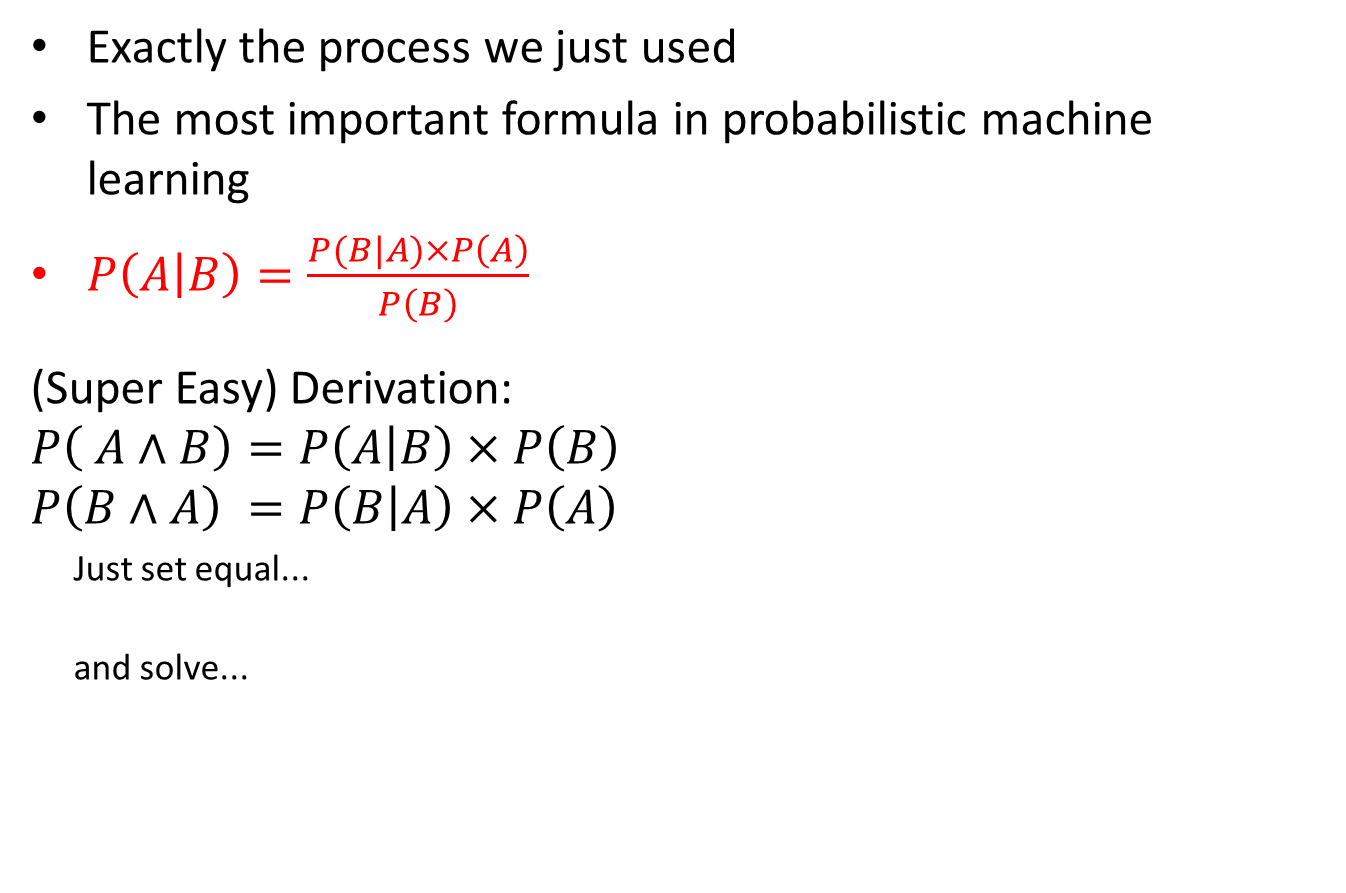 • Exactly the process we just used
• The most important formula in probabilistic machine
learning
• P(A|B) = P(B|A)×P(A) / P(B)
(Super Easy) Derivation:
P( A ∧ B) = P(A|B) × P(B)
P(B ∧ A) = P(B|A) × P(A)
Just set equal...
and solve...